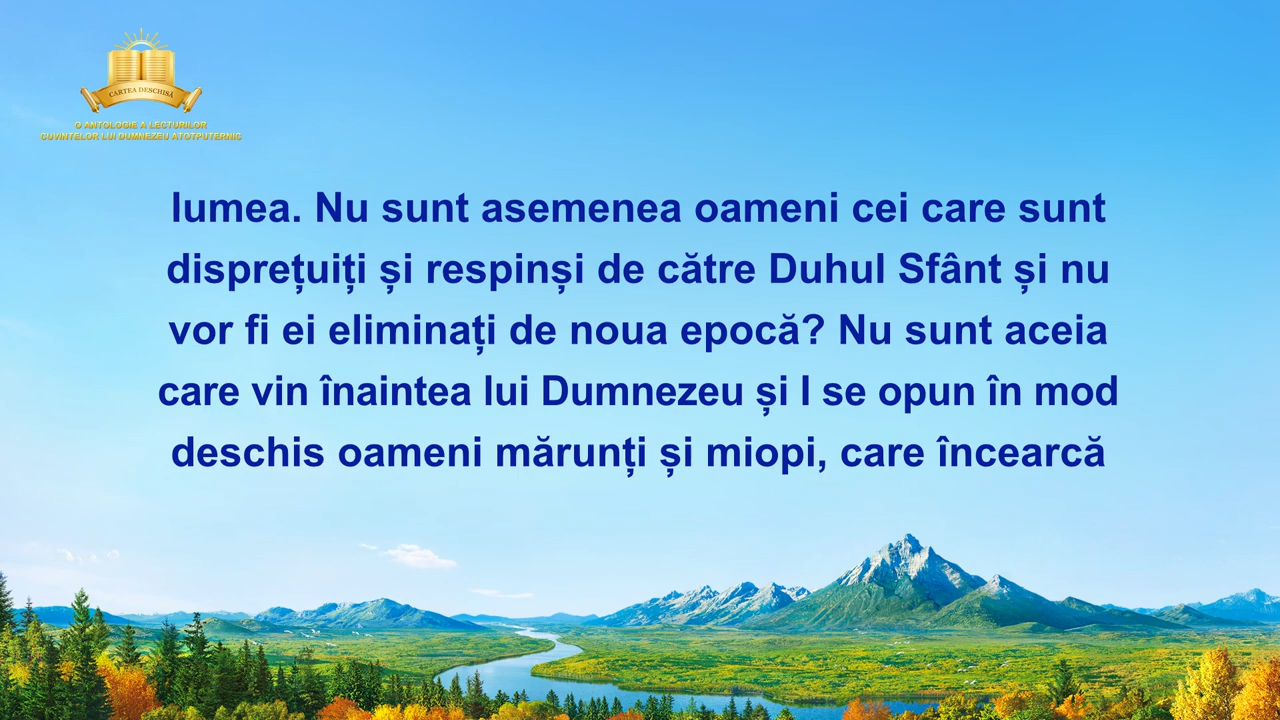 CARTEA DESCHISĂ
O ANTOLOGIE A LECTURILOR
CUVINTELOR LUI DUMNEZEU ATOTPUTERNIC
lumea. Nu sunt asemenea oameni cei care sunt
disprețuiți și respinși de către Duhul Sfânt și nu
vor fi ei eliminați de noua epocă? Nu sunt aceia
care vin înaintea lui Dumnezeu și I se opun în mod
deschis oameni mărunți și miopi, care încearcă